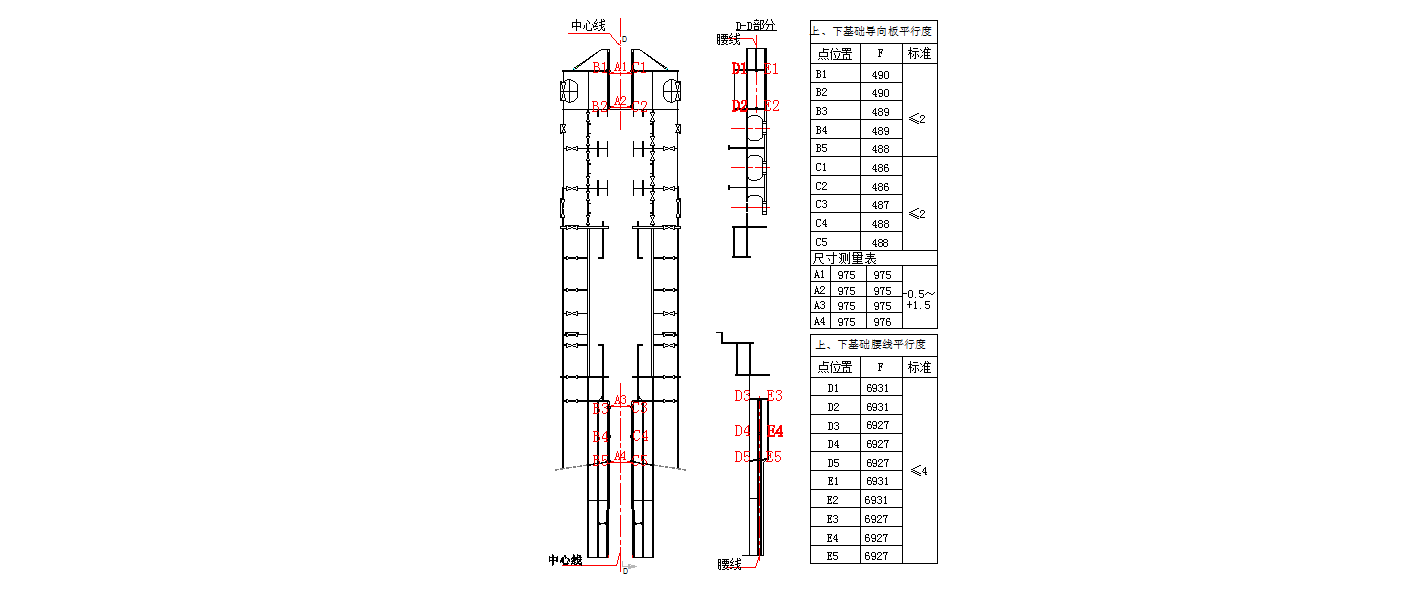 中心线
D
B1 A1 C1
B2 A2 C2
B3 A3 C3
B4 C4
B5 A4 C5
中心线
D
D-D部分
腰线
D1 E1
D2 E2
D3 E3
D4 E4
D5 E5
腰线
上、下基础导向板平行度
点位置 F 标准
B1 490
B2 490
B3 489
B4 489
B5 488
≤2
C1 486
C2 486
C3 487
C4 488
C5 488
≤2
尺寸测量表
A1 975 975
A2 975 975
A3 975 975
A4 975 976
-0.5～
+1.5
上、下基础腰线平行度
点位置 F 标准
D1 6931
D2 6931
D3 6927
D4 6927
D5 6927
E1 6931
E2 6931
E3 6927
E4 6927
E5 6927
≤4